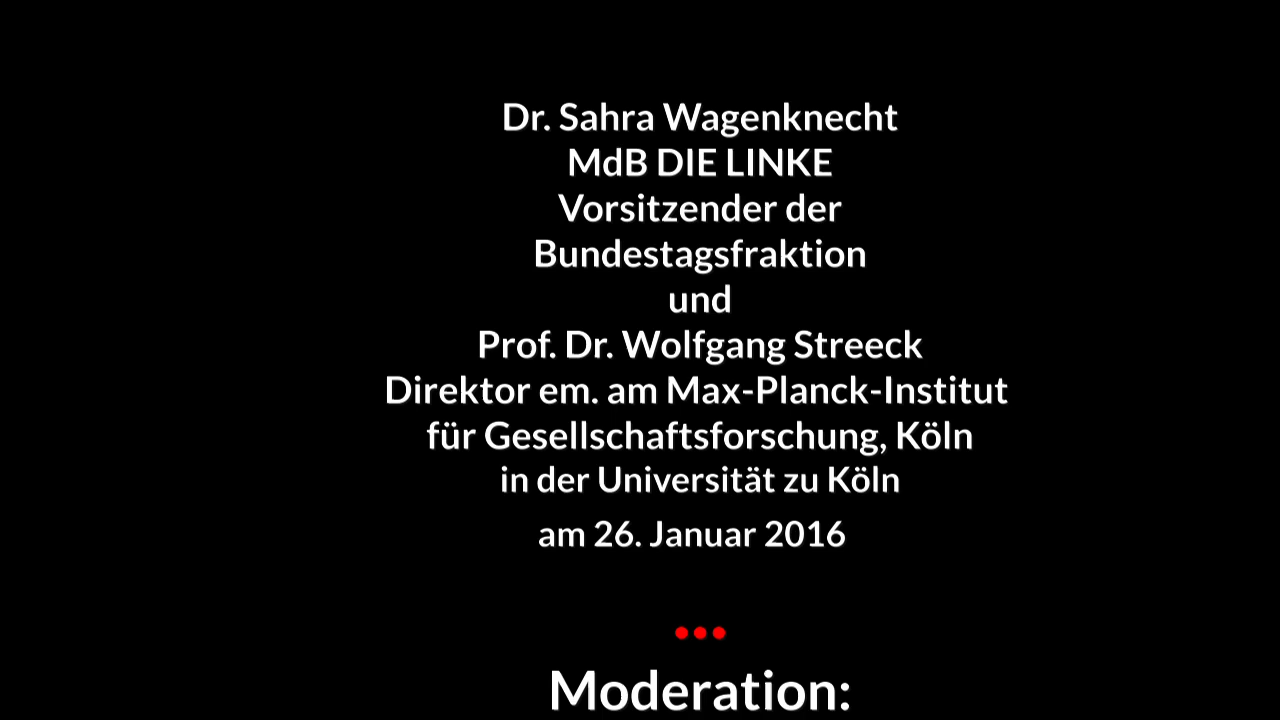 Dr. Sahra Wagenknecht
MdB DIE LINKE
Vorsitzender der
Bundestagsfraktion
und
Prof. Dr. Wolfgang Streeck
Direktor em. am Max-Planck-Institut
für Gesellschaftsforschung, Köln
in der Universität zu Köln
am 26. Januar 2016
...
Moderation: